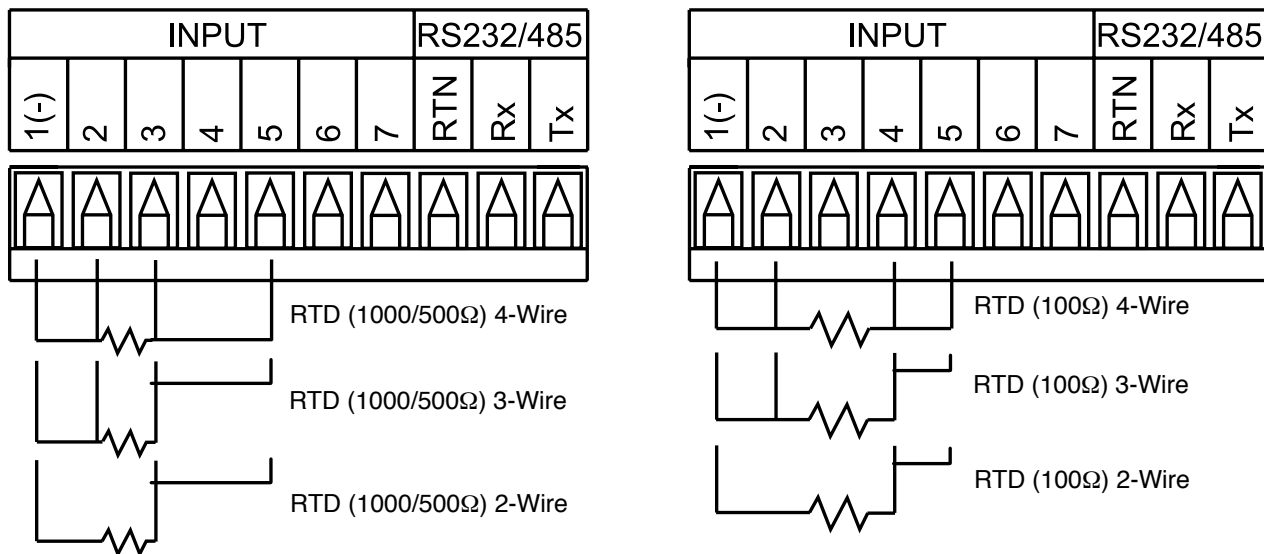 INPUT RS232/485
1(-) 2 3 4 5 6 7 RTN Rx Tx
RTD (1000/500Ω) 4-Wire
RTD (1000/500Ω) 3-Wire
RTD (1000/500Ω) 2-Wire
INPUT RS232/485
1(-) 2 3 4 5 6 7 RTN Rx Tx
RTD (100Ω) 4-Wire
RTD (100Ω) 3-Wire
RTD (100Ω) 2-Wire